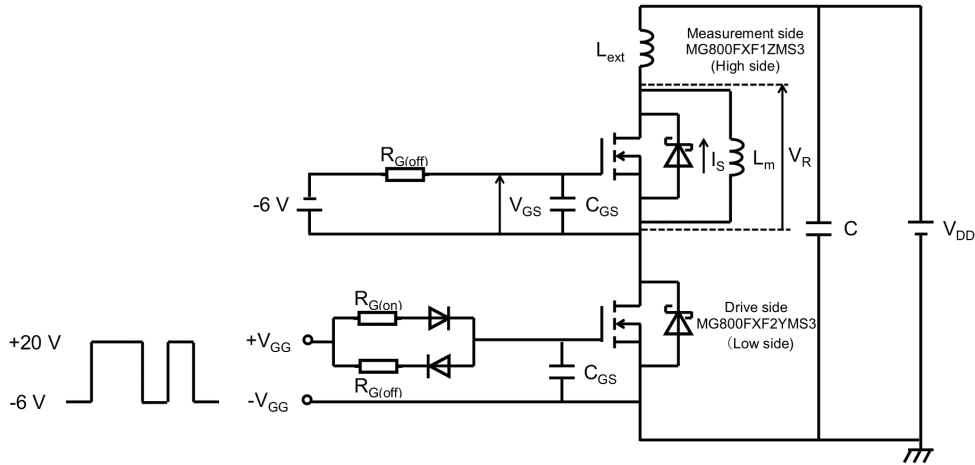 Measurement side
MG800FXF1ZMS3
(High side)
Lext
RG(off)
IS
Lm
VR
-6 V
VGS
CGS
C
VDD
RG(on)
Drive side
MG800FXF2YMS3
(Low side)
+20 V
+VGG
RG(off)
CGS
-6 V
-VGG